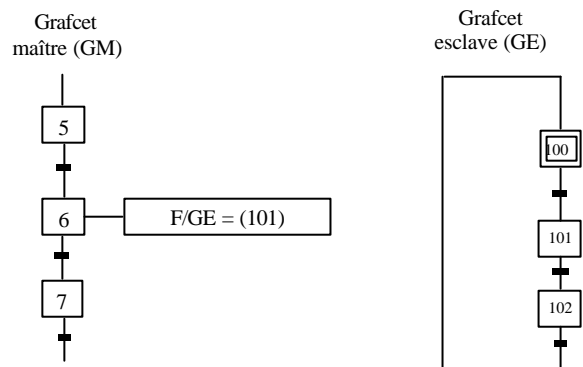 Grafcet
maître (GM)
5
6
F/GE = (101)
7
Grafcet
esclave (GE)
100
101
102